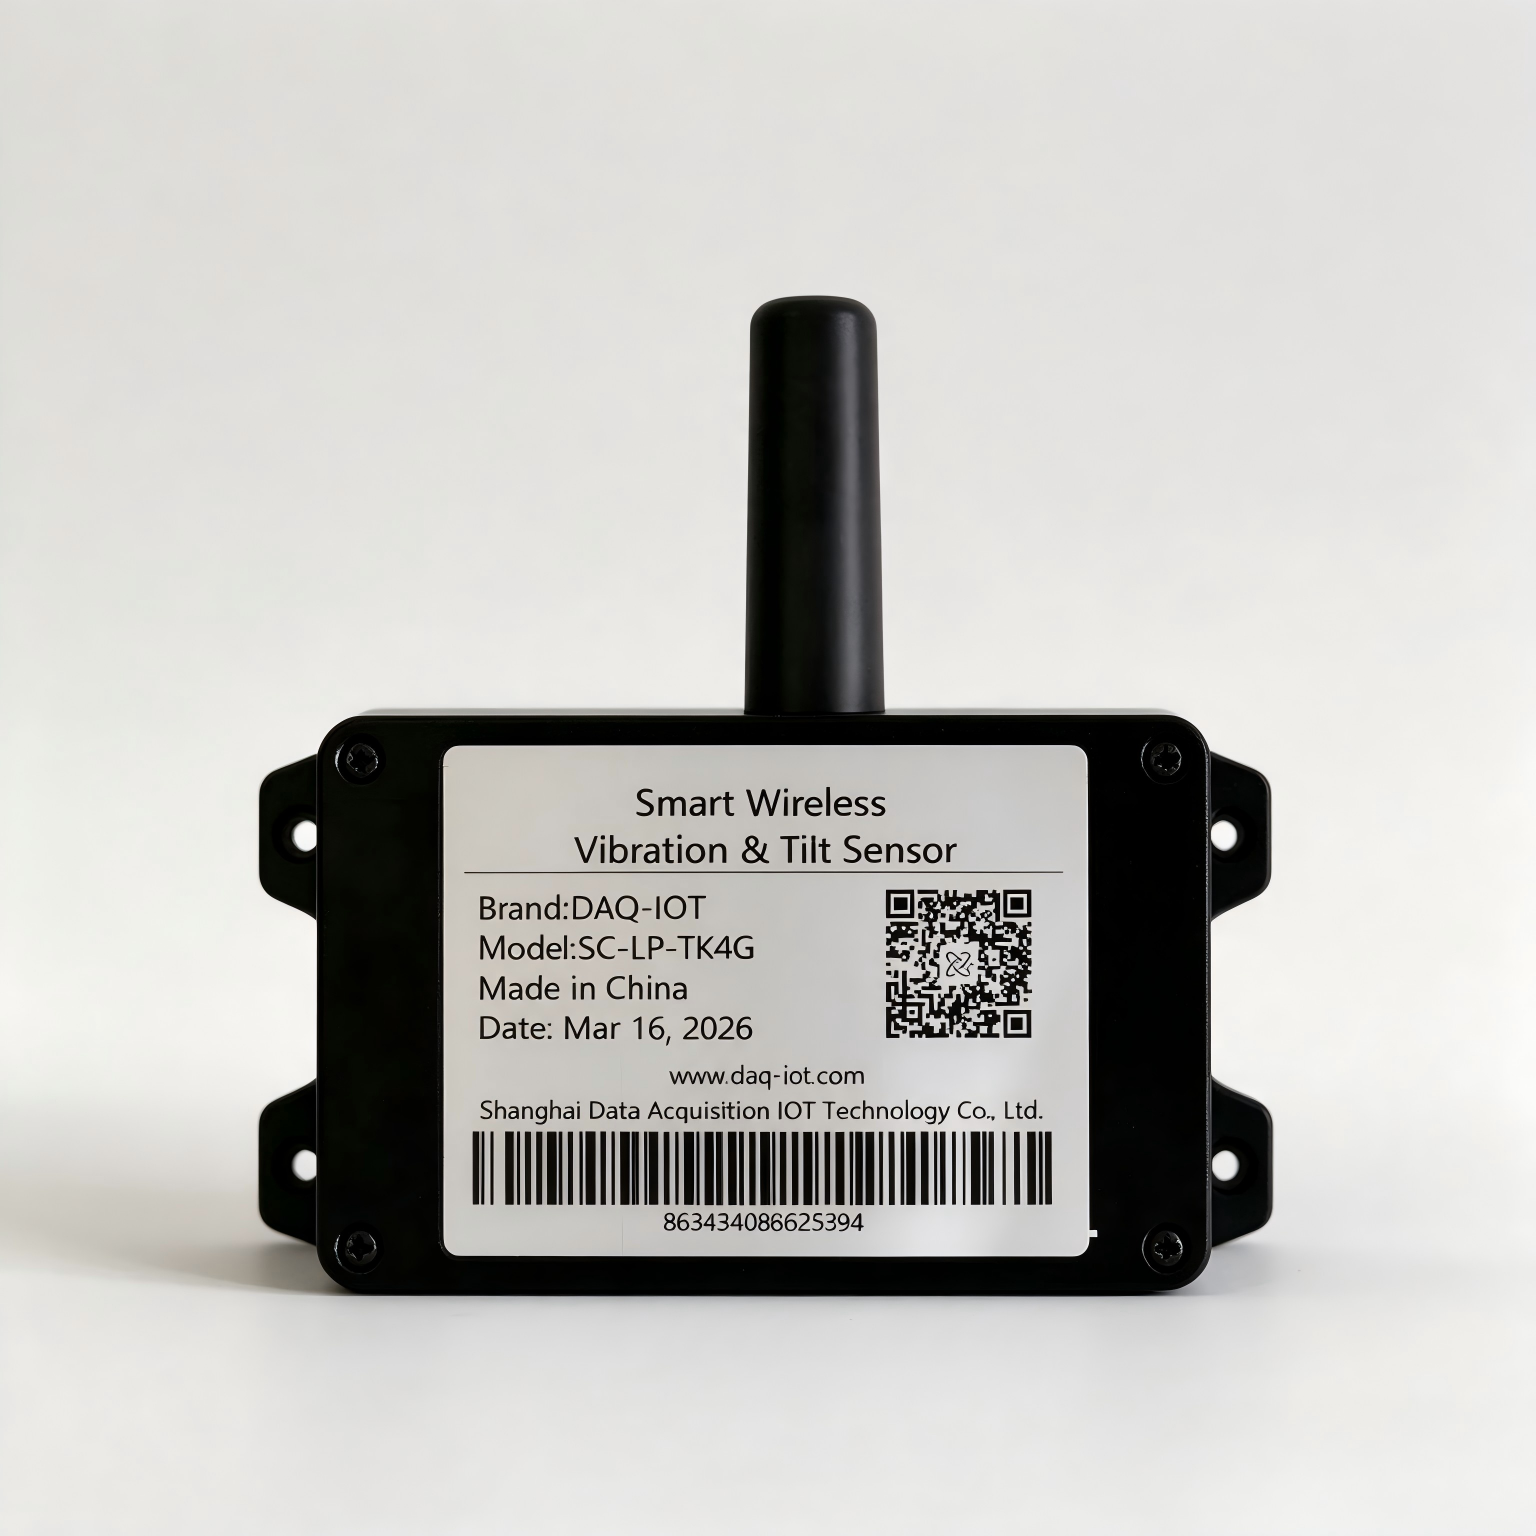 Smart Wireless
Vibration & Tilt Sensor
Brand:DAQ-IOT
Model:SC-LP-TK4G
Made in China
Date: Mar 16, 2026
www.daq-iot.com
Shanghai Data Acquisition IOT Technology Co., Ltd.
863434086625394